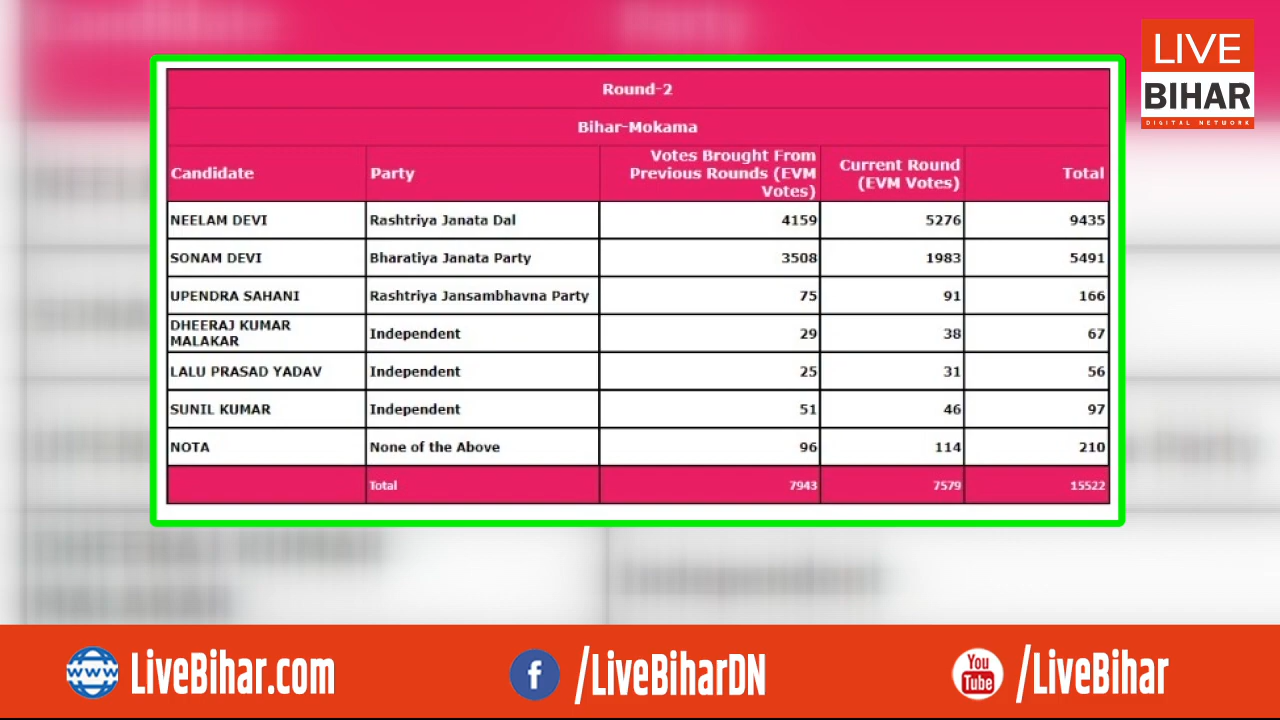 LIVE
BIHAR
DIGITAL NETWORK
Round-2
Bihar-Mokama
Candidate Party Votes Brought From Previous Rounds (EVM Votes) Current Round (EVM Votes) Total
NEELAM DEVI Rashtriya Janata Dal 4159 5276 9435
SONAM DEVI Bharatiya Janata Party 3508 1983 5491
UPENDRA SAHANI Rashtriya Jansambhavna Party 75 91 166
DHEERAJ KUMAR MALAKAR Independent 29 38 67
LALU PRASAD YADAV Independent 25 31 56
SUNIL KUMAR Independent 51 46 97
NOTA None of the Above 96 114 210
Total 7943 7579 15522
www LiveBihar.com f /LiveBiharDN You Tube /LiveBihar